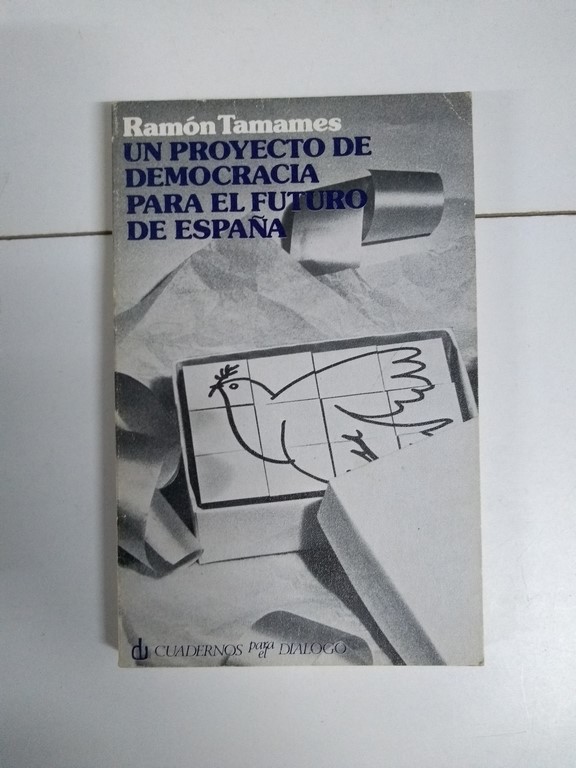 Ramón Tamames
UN PROYECTO DE
DEMOCRACIA
PARA EL FUTURO
DE ESPAÑA
CUADERNOS para el DIALOGO